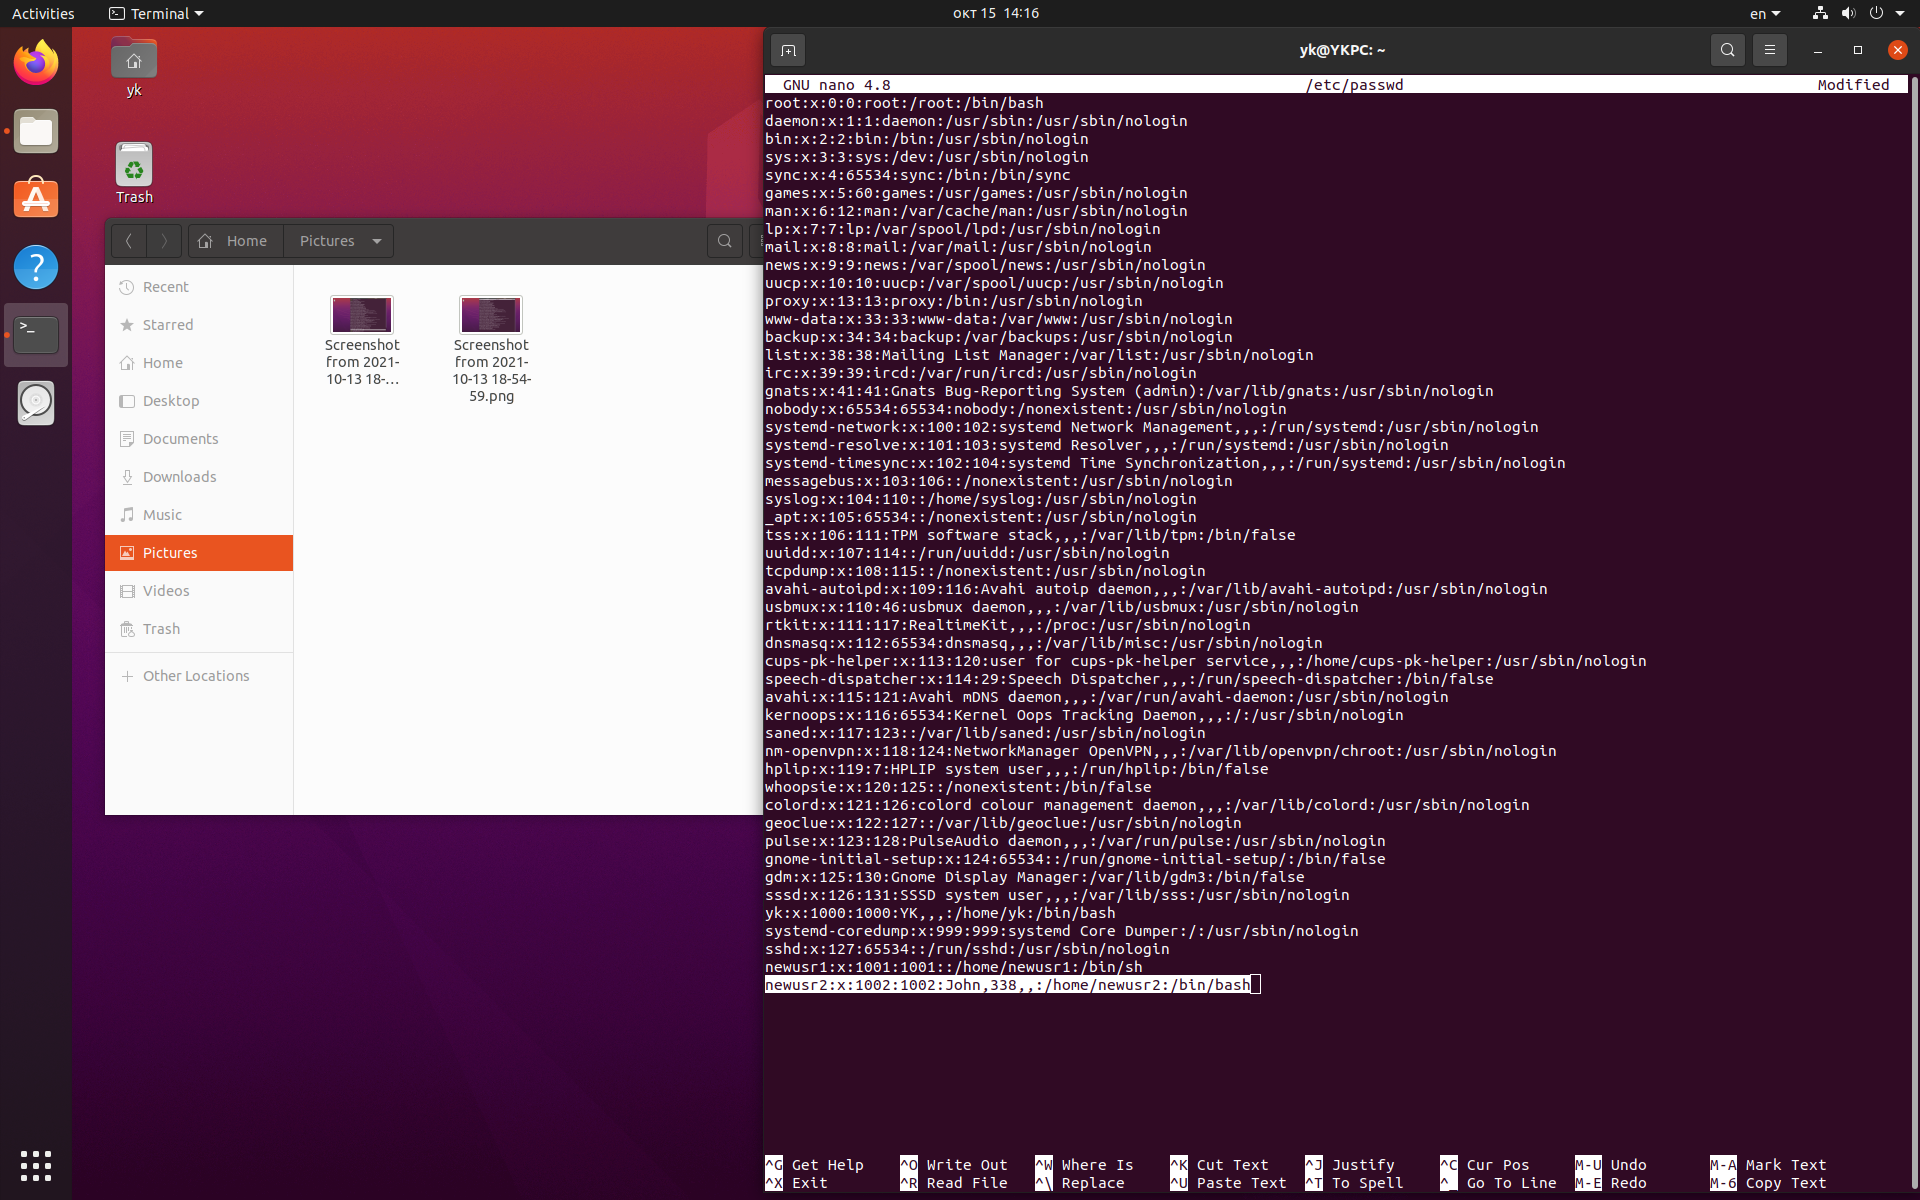 Activities
Terminal
окт 15 14:16
en
yk
Trash
Home
Pictures
Recent
Starred
Home
Desktop
Documents
Downloads
Music
Pictures
Videos
Trash
Other Locations
Screenshot
from 2021-
10-13 18-...
Screenshot
from 2021-
10-13 18-54-
59.png
yk@YKPC: ~
GNU nano 4.8 /etc/passwd Modified
root:x:0:0:root:/root:/bin/bash
daemon:x:1:1:daemon:/usr/sbin:/usr/sbin/nologin
bin:x:2:2:bin:/bin:/usr/sbin/nologin
sys:x:3:3:sys:/dev:/usr/sbin/nologin
sync:x:4:65534:sync:/bin:/bin/sync
games:x:5:60:games:/usr/games:/usr/sbin/nologin
man:x:6:12:man:/var/cache/man:/usr/sbin/nologin
lp:x:7:7:lp:/var/spool/lpd:/usr/sbin/nologin
mail:x:8:8:mail:/var/mail:/usr/sbin/nologin
news:x:9:9:news:/var/spool/news:/usr/sbin/nologin
uucp:x:10:10:uucp:/var/spool/uucp:/usr/sbin/nologin
proxy:x:13:13:proxy:/bin:/usr/sbin/nologin
www-data:x:33:33:www-data:/var/www:/usr/sbin/nologin
backup:x:34:34:backup:/var/backups:/usr/sbin/nologin
list:x:38:38:Mailing List Manager:/var/list:/usr/sbin/nologin
irc:x:39:39:ircd:/var/run/ircd:/usr/sbin/nologin
gnats:x:41:41:Gnats Bug-Reporting System (admin):/var/lib/gnats:/usr/sbin/nologin
nobody:x:65534:65534:nobody:/nonexistent:/usr/sbin/nologin
systemd-network:x:100:102:systemd Network Management,,,:/run/systemd:/usr/sbin/nologin
systemd-resolve:x:101:103:systemd Resolver,,,:/run/systemd:/usr/sbin/nologin
systemd-timesync:x:102:104:systemd Time Synchronization,,,:/run/systemd:/usr/sbin/nologin
messagebus:x:103:106::/nonexistent:/usr/sbin/nologin
syslog:x:104:110::/home/syslog:/usr/sbin/nologin
_apt:x:105:65534::/nonexistent:/usr/sbin/nologin
tss:x:106:111:TPM software stack,,,:/var/lib/tpm:/bin/false
uuidd:x:107:114::/run/uuidd:/usr/sbin/nologin
tcpdump:x:108:115::/nonexistent:/usr/sbin/nologin
avahi-autoipd:x:109:116:Avahi autoip daemon,,,:/var/lib/avahi-autoipd:/usr/sbin/nologin
usbmux:x:110:46:usbmux daemon,,,:/var/lib/usbmux:/usr/sbin/nologin
rtkit:x:111:117:RealtimeKit,,,:/proc:/usr/sbin/nologin
dnsmasq:x:112:65534:dnsmasq,,,:/var/lib/misc:/usr/sbin/nologin
cups-pk-helper:x:113:120:user for cups-pk-helper service,,,:/home/cups-pk-helper:/usr/sbin/nologin
speech-dispatcher:x:114:29:Speech Dispatcher,,,:/run/speech-dispatcher:/bin/false
avahi:x:115:121:Avahi mDNS daemon,,,:/var/run/avahi-daemon:/usr/sbin/nologin
kernoops:x:116:65534:Kernel Oops Tracking Daemon,,,:/:/usr/sbin/nologin
saned:x:117:123::/var/lib/saned:/usr/sbin/nologin
nm-openvpn:x:118:124:NetworkManager OpenVPN,,,:/var/lib/openvpn/chroot:/usr/sbin/nologin
hplip:x:119:7:HPLIP system user,,,:/run/hplip:/bin/false
whoopsie:x:120:125::/nonexistent:/bin/false
colord:x:121:126:colord colour management daemon,,,:/var/lib/colord:/usr/sbin/nologin
geoclue:x:122:127::/var/lib/geoclue:/usr/sbin/nologin
pulse:x:123:128:PulseAudio daemon,,,:/var/run/pulse:/usr/sbin/nologin
gnome-initial-setup:x:124:65534::/run/gnome-initial-setup/:/bin/false
gdm:x:125:130:Gnome Display Manager:/var/lib/gdm3:/bin/false
sssd:x:126:131:SSSD system user,,,:/var/lib/sss:/usr/sbin/nologin
yk:x:1000:1000:YK,,,:/home/yk:/bin/bash
systemd-coredump:x:999:999:systemd Core Dumper:/:/usr/sbin/nologin
sshd:x:127:65534::/run/sshd:/usr/sbin/nologin
newusr1:x:1001:1001::/home/newusr1:/bin/sh
newusr2:x:1002:1002:John,338,,:/home/newusr2:/bin/bash
^G Get Help ^O Write Out ^W Where Is ^K Cut Text ^J Justify ^C Cur Pos M-U Undo M-A Mark Text
^X Exit ^R Read File ^\ Replace ^U Paste Text ^T To Spell ^_ Go To Line M-E Redo M-6 Copy Text